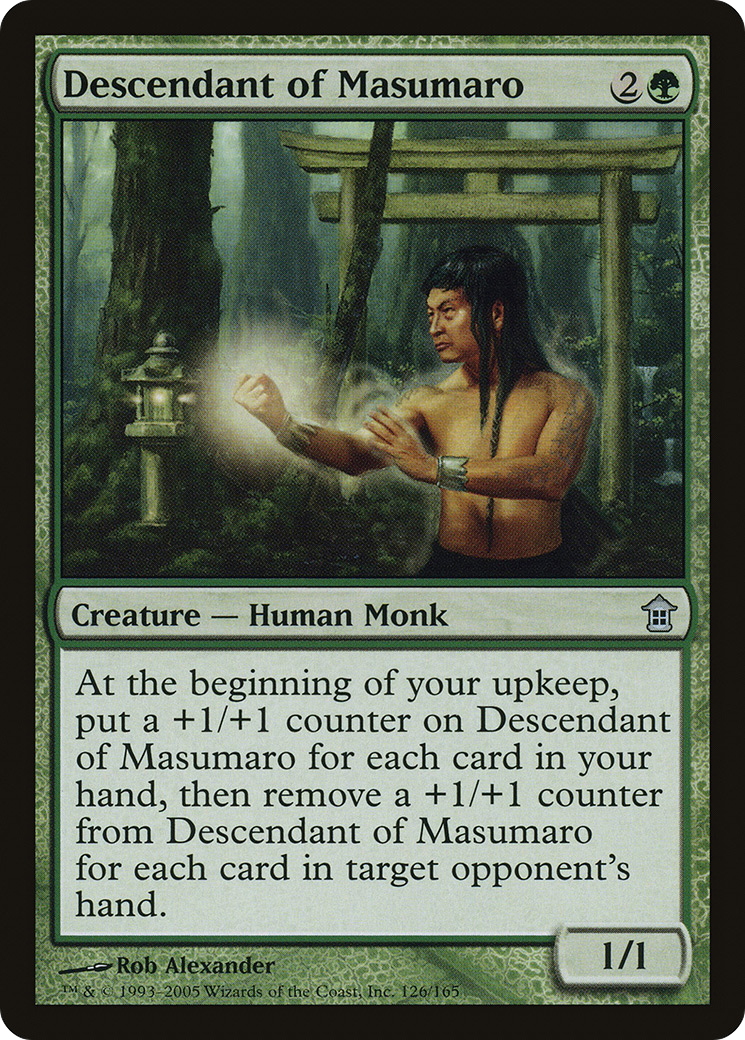 Descendant of Masumaro 2
Creature — Human Monk
At the beginning of your upkeep,
put a +1/+1 counter on Descendant
of Masumaro for each card in your
hand, then remove a +1/+1 counter
from Descendant of Masumaro
for each card in target opponent's
hand.
1/1
Rob Alexander
™ & © 1993–2005 Wizards of the Coast, Inc. 126/165